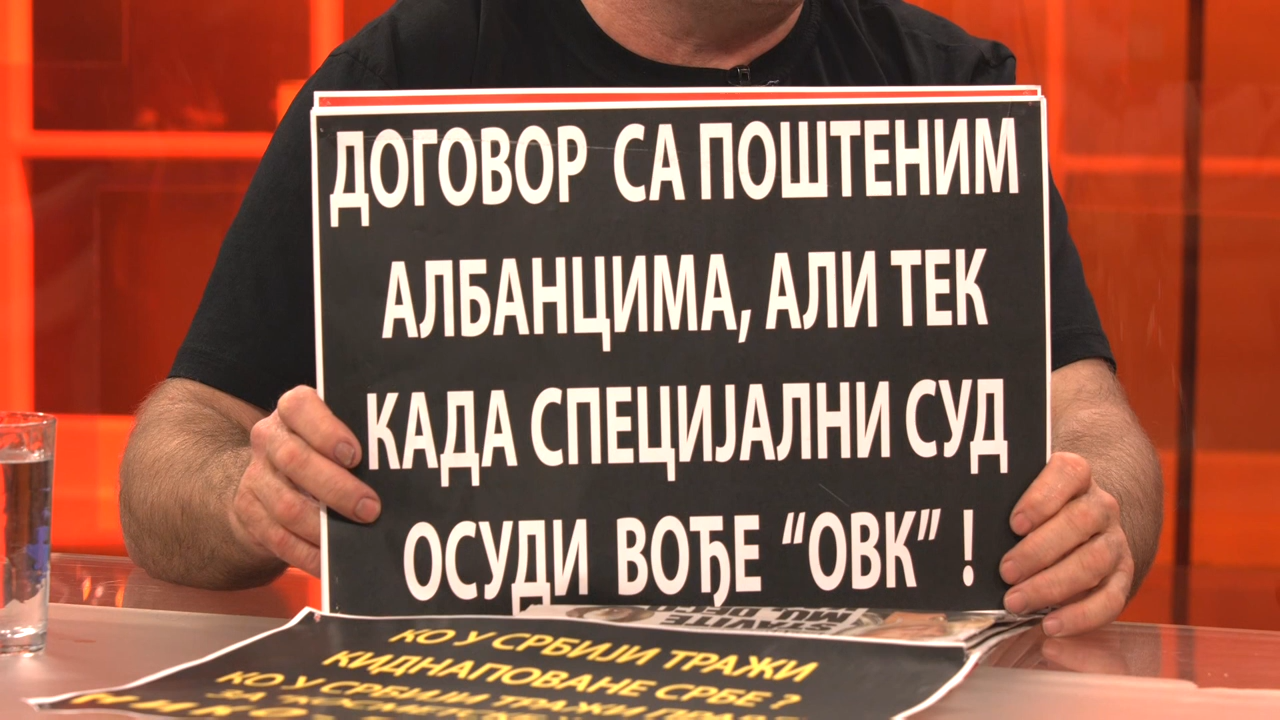 ДОГОВОР СА ПОШТЕНИМ
АЛБАНЦИМА, АЛИ ТЕК
КАДА СПЕЦИЈАЛНИ СУД
ОСУДИ ВОЂЕ “ОВК” !
КО У СРБИЈИ ТРАЖИ
КИДНАПОВАНЕ СРБЕ ?
КО У СРБИЈИ ТРАЖИ
ЗА